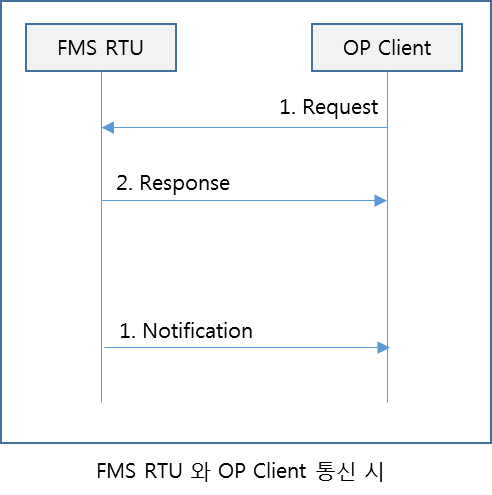 FMS RTU
OP Client
1. Request
2. Response
1. Notification
FMS RTU 와 OP Client 통신 시